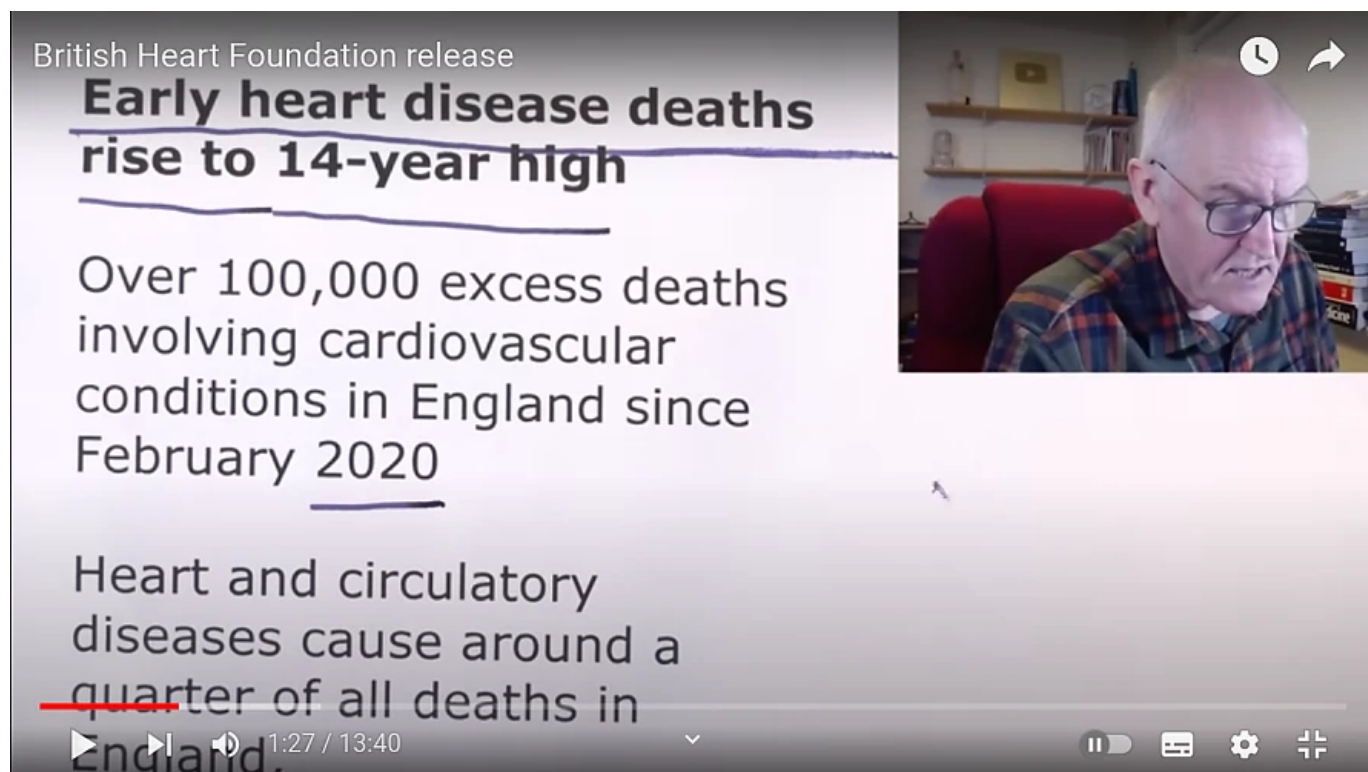 British Heart Foundation release
Early heart disease deaths
rise to 14-year high
Over 100,000 excess deaths
involving cardiovascular
conditions in England since
February 2020
Heart and circulatory
diseases cause around a
quarter of all deaths in
England,
1:27 / 13:40